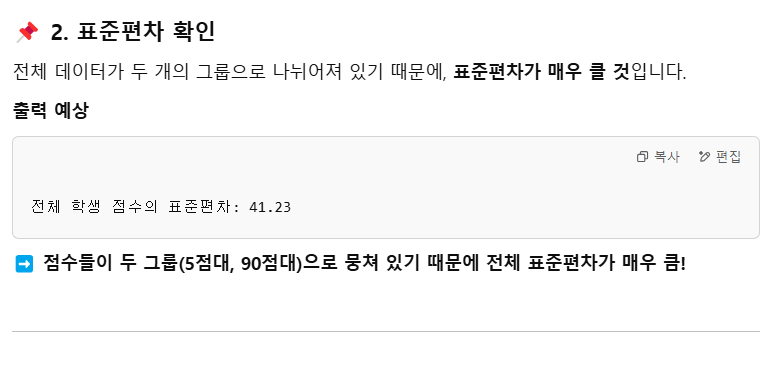 📌 2. 표준편차 확인
전체 데이터가 두 개의 그룹으로 나뉘어져 있기 때문에, 표준편차가 매우 클 것입니다.
출력 예상
복사 편집
전체 학생 점수의 표준편차: 41.23
➡️ 점수들이 두 그룹(5점대, 90점대)으로 뭉쳐 있기 때문에 전체 표준편차가 매우 큼!